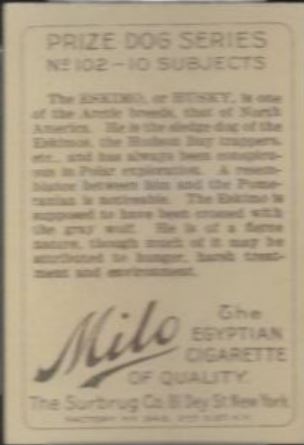 PRIZE DOG SERIES
Nº 102 - 10 SUBJECTS
The ESKIMO, or HUSKY, is one
of the Arctic breeds, that of North
America. He is the sledge dog of the
Eskimos, the Hudson Bay trappers,
etc., and has always been conspicu-
ous in Polar exploration. A resem-
blance between him and the Pome-
ranian is noticeable. The Eskimo is
supposed to have been crossed with
the gray wolf. He is of a fierce
nature, though much of it may be
attributed to hunger, harsh treat-
ment and environment.
Milo The
EGYPTIAN
CIGARETTE
OF QUALITY.
The Surbrug Co. 81 Dey St New York
FACTORY Nº